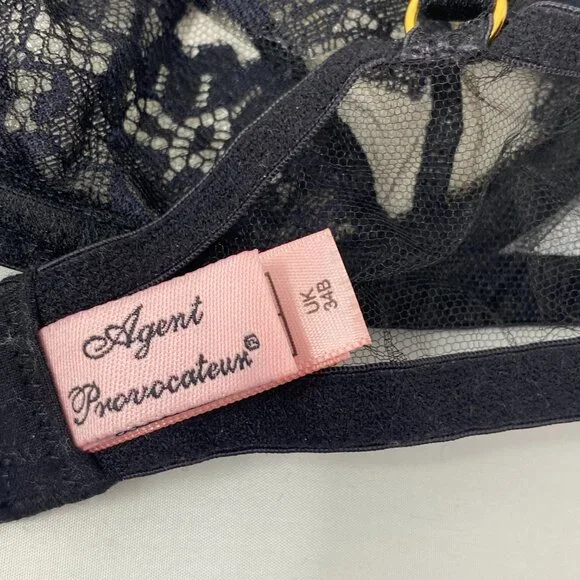 Agent
Provocateur®
UK
34B